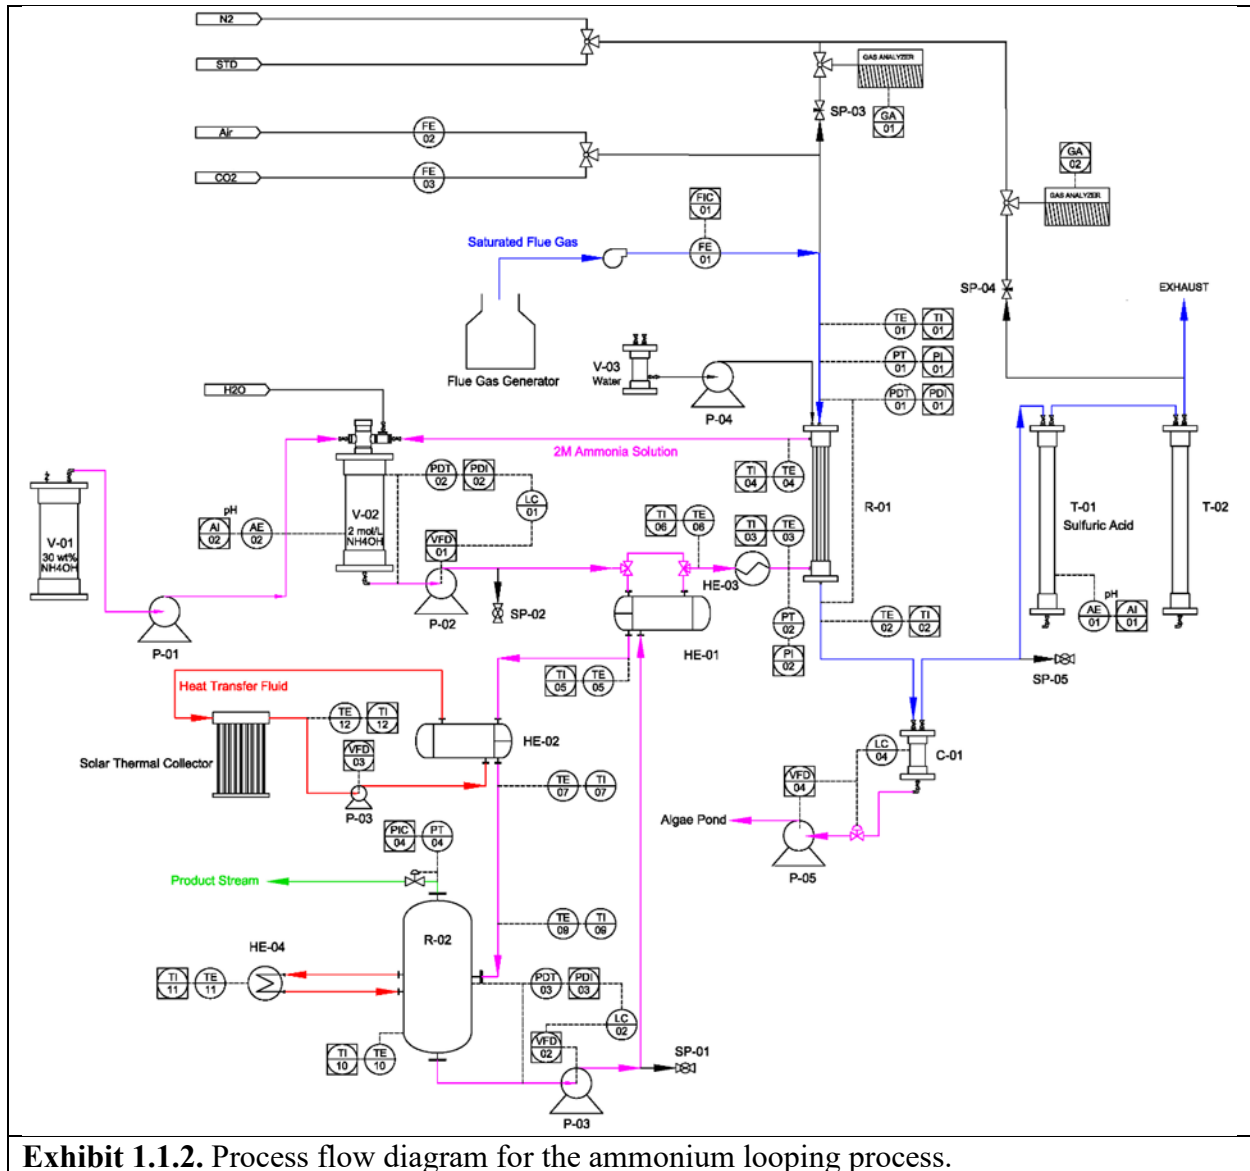 N2
STD
Air
CO2
FE
02
FE
03
GAS ANALYZER
GA
01
SP-03
GA
02
GAS ANALYZER
FIC
01
FE
01
Saturated Flue Gas
Flue Gas Generator
SP-04
EXHAUST
TE
01
TI
01
PT
01
PI
01
PDT
01
PDI
01
V-03
Water
P-04
H2O
2M Ammonia Solution
TI
04
TE
04
R-01
T-01
Sulfuric Acid
T-02
V-01
30 wt%
NH4OH
pH
AI
02
AE
02
V-02
2 mol/L
NH4OH
PDT
02
PDI
02
LC
01
VFD
01
P-01
P-02
SP-02
TI
06
TE
06
TI
03
TE
03
HE-03
HE-01
PT
02
PI
02
TE
02
TI
02
pH
AE
01
AI
01
SP-05
TI
05
TE
05
Heat Transfer Fluid
Solar Thermal Collector
TE
12
TI
12
VFD
03
P-03
HE-02
TE
07
TI
07
LC
04
C-01
VFD
04
Algae Pond
P-05
PIC
04
PT
04
Product Stream
R-02
TE
09
TI
09
HE-04
TI
11
TE
11
PDT
03
PDI
03
LC
02
VFD
02
TI
10
TE
10
SP-01
P-03
Exhibit 1.1.2. Process flow diagram for the ammonium looping process.